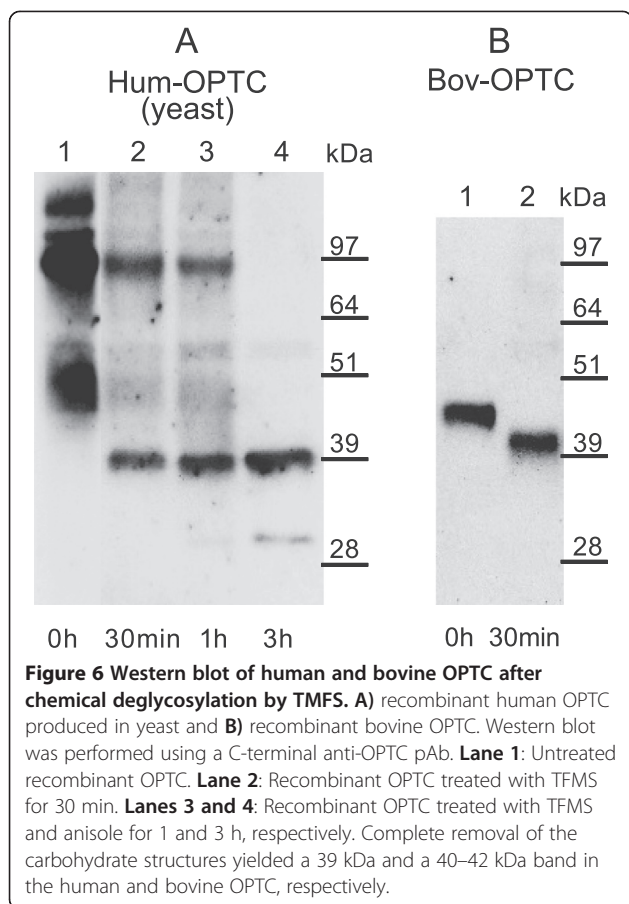 A
Hum-OPTC
(yeast)
1 2 3 4 kDa
97
64
51
39
28
0h 30min 1h 3h
B
Bov-OPTC
1 2 kDa
97
64
51
39
28
0h 30min
Figure 6 Western blot of human and bovine OPTC after
chemical deglycosylation by TMFS. A) recombinant human OPTC
produced in yeast and B) recombinant bovine OPTC. Western blot
was performed using a C-terminal anti-OPTC pAb. Lane 1: Untreated
recombinant OPTC. Lane 2: Recombinant OPTC treated with TFMS
for 30 min. Lanes 3 and 4: Recombinant OPTC treated with TFMS
and anisole for 1 and 3 h, respectively. Complete removal of the
carbohydrate structures yielded a 39 kDa and a 40–42 kDa band in
the human and bovine OPTC, respectively.